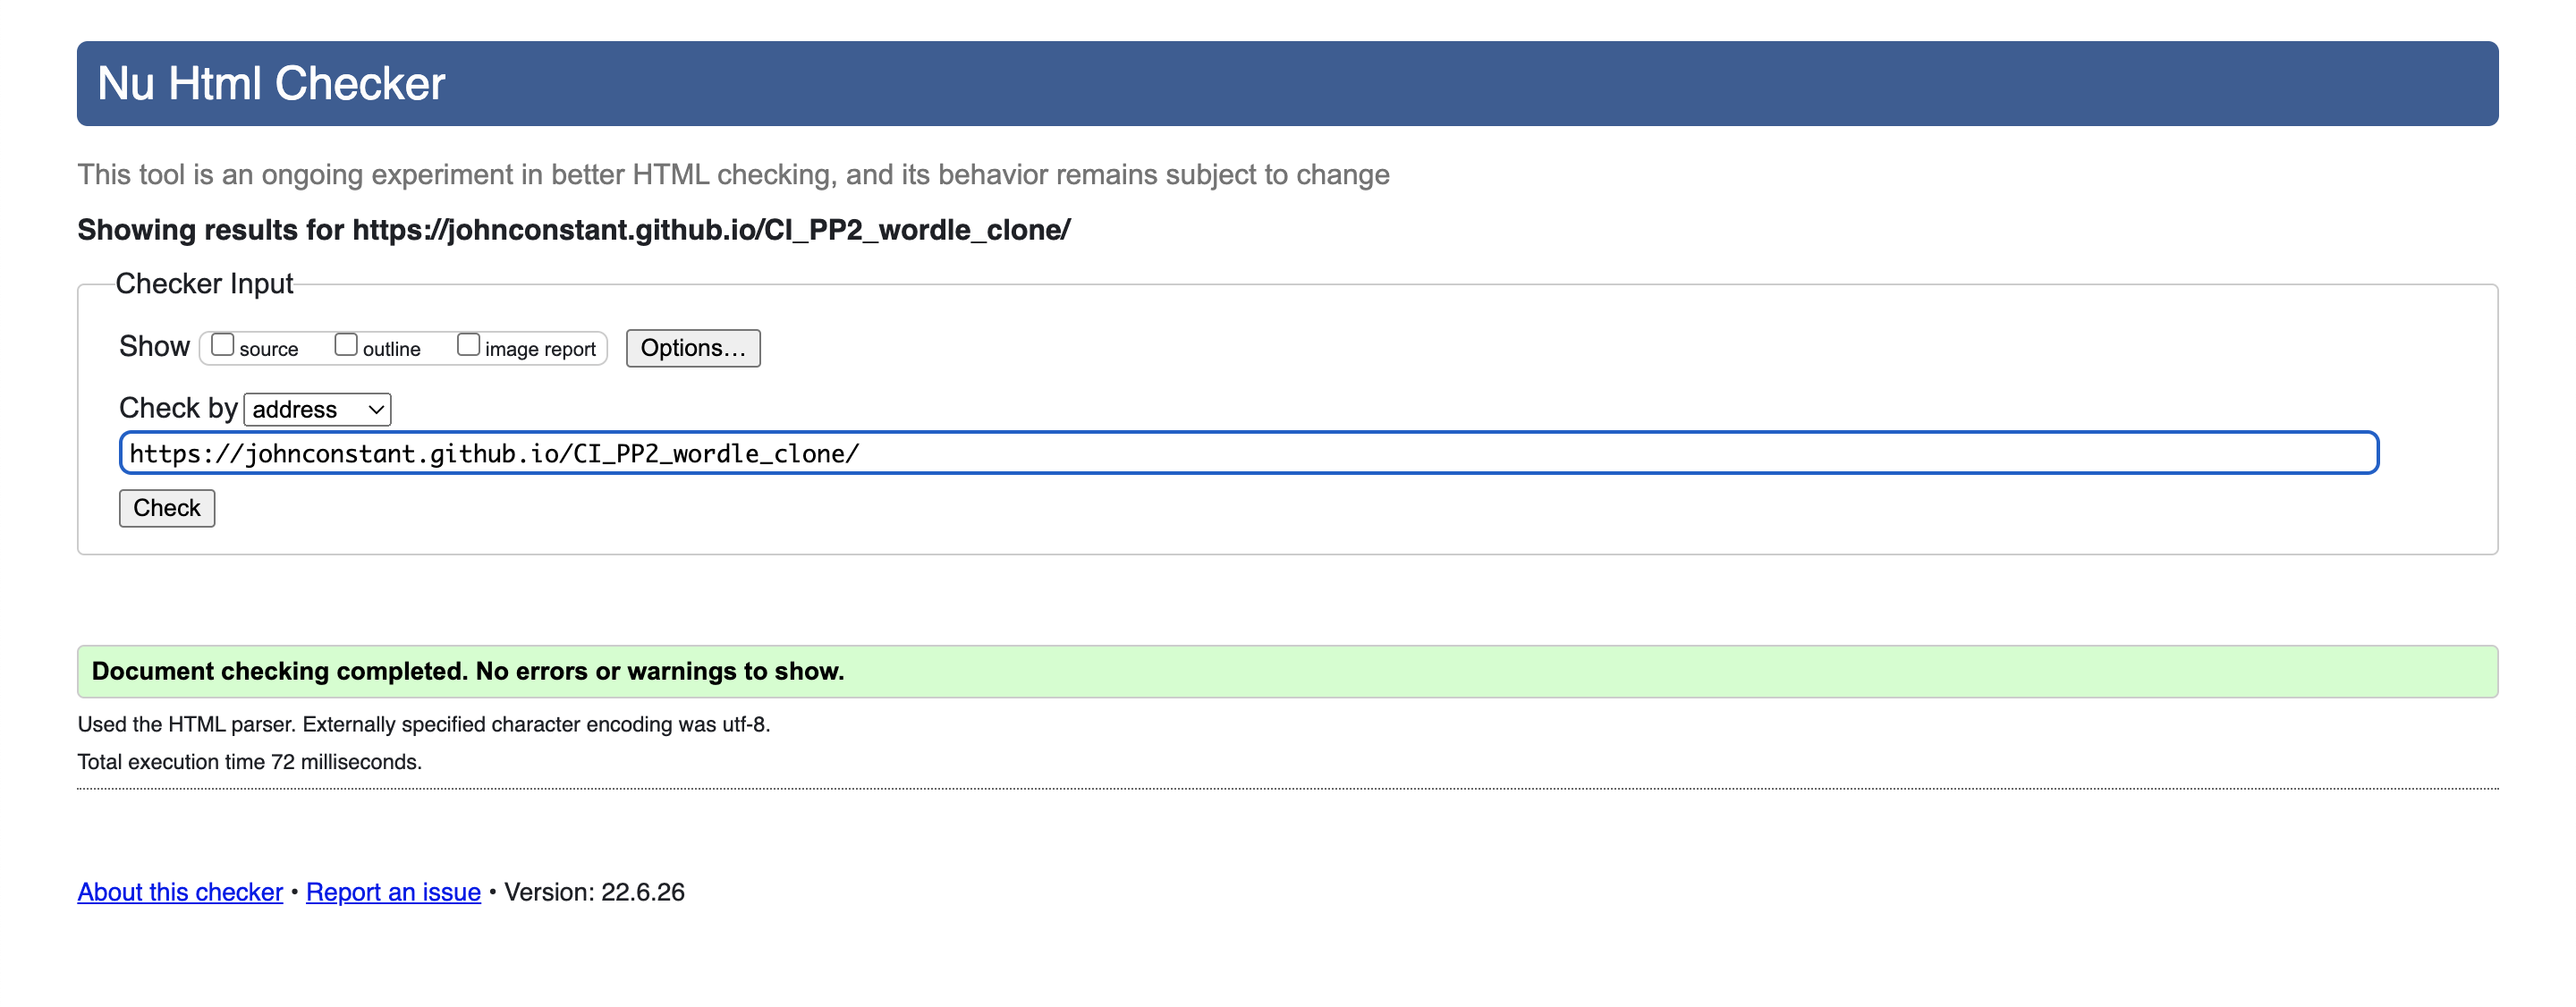 Nu Html Checker
This tool is an ongoing experiment in better HTML checking, and its behavior remains subject to change
Showing results for https://johnconstant.github.io/CI_PP2_wordle_clone/
Checker Input
Show source outline image report Options...
Check by address
https://johnconstant.github.io/CI_PP2_wordle_clone/
Check
Document checking completed. No errors or warnings to show.
Used the HTML parser. Externally specified character encoding was utf-8.
Total execution time 72 milliseconds.
About this checker • Report an issue • Version: 22.6.26